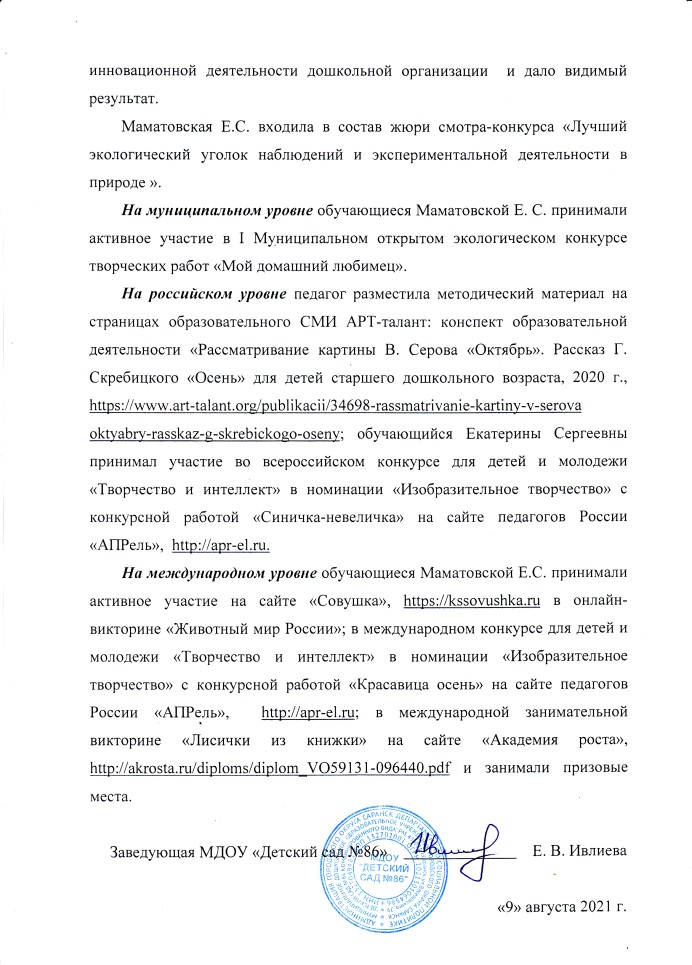 инновационной деятельности дошкольной организации и дало видимый
результат.
Маматовская Е.С. входила в состав жюри смотра-конкурса «Лучший
экологический уголок наблюдений и экспериментальной деятельности в
природе ».
На муниципальном уровне обучающиеся Маматовской Е. С. принимали
активное участие в I Муниципальном открытом экологическом конкурсе
творческих работ «Мой домашний любимец».
На российском уровне педагог разместила методический материал на
страницах образовательного СМИ АРТ-талант: конспект образовательной
деятельности «Рассматривание картины В. Серова «Октябрь». Рассказ Г.
Скребицкого «Осень» для детей старшего дошкольного возраста, 2020 г.,
https://www.art-talant.org/publikacii/34698-rassmatrivanie-kartiny-v-serova
oktyabry-rasskaz-g-skrebickogo-oseny; обучающийся Екатерины Сергеевны
принимал участие во всероссийском конкурсе для детей и молодежи
«Творчество и интеллект» в номинации «Изобразительное творчество» с
конкурсной работой «Синичка-невеличка» на сайте педагогов России
«АПРель», http://apr-el.ru.
На международном уровне обучающиеся Маматовской Е.С. принимали
активное участие на сайте «Совушка», https://kssovushka.ru в онлайн-
викторине «Животный мир России»; в международном конкурсе для детей и
молодежи «Творчество и интеллект» в номинации «Изобразительное
творчество» с конкурсной работой «Красавица осень» на сайте педагогов
России «АПРель», http://apr-el.ru; в международной занимательной
викторине «Лисички из книжки» на сайте «Академия роста»,
http://akrosta.ru/diploms/diplom_VO59131-096440.pdf и занимали призовые
места.
Заведующая МДОУ «Детский сад №86» Е. В. Ивлиева
МДОУ
"ДЕТСКИЙ
САД №86"
«9» августа 2021 г.